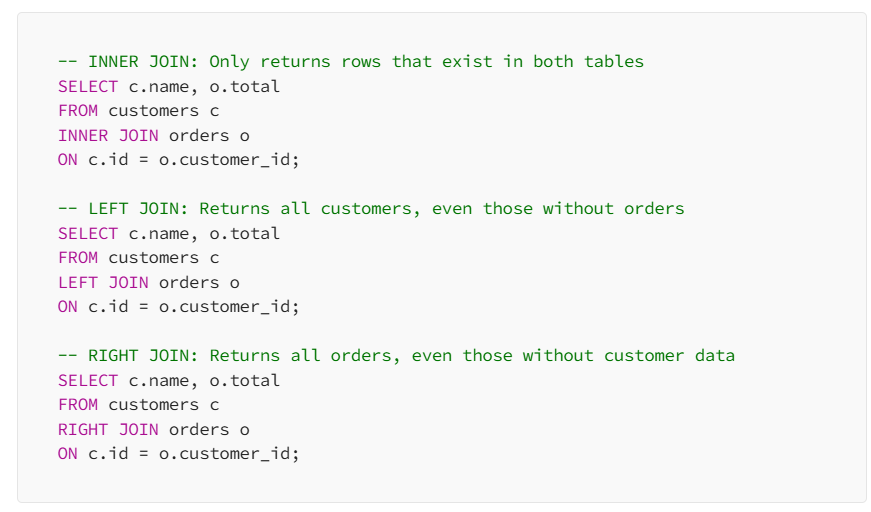 -- INNER JOIN: Only returns rows that exist in both tables
SELECT c.name, o.total
FROM customers c
INNER JOIN orders o
ON c.id = o.customer_id;
-- LEFT JOIN: Returns all customers, even those without orders
SELECT c.name, o.total
FROM customers c
LEFT JOIN orders o
ON c.id = o.customer_id;
-- RIGHT JOIN: Returns all orders, even those without customer data
SELECT c.name, o.total
FROM customers c
RIGHT JOIN orders o
ON c.id = o.customer_id;